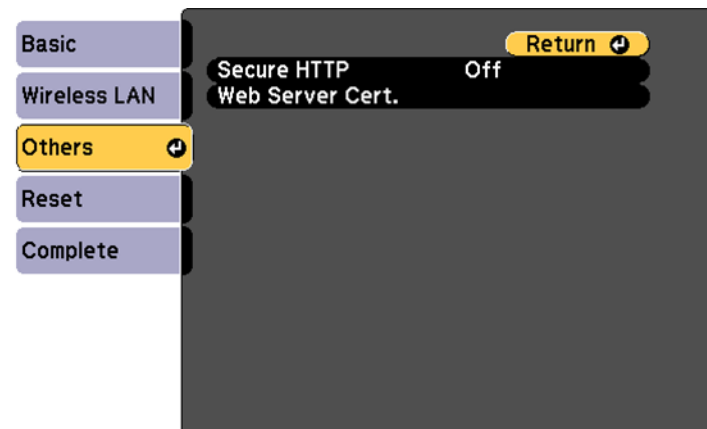 Basic
Wireless LAN
Others
Reset
Complete
Return
Secure HTTP Off
Web Server Cert.